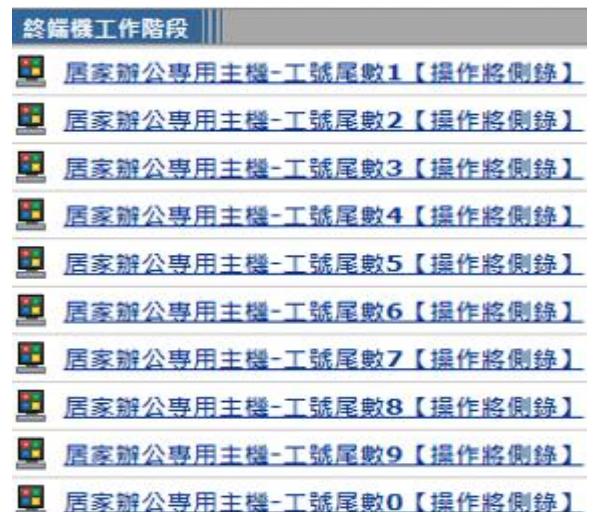 終端機工作階段
居家辦公專用主機-工號尾數1【操作將側錄】
居家辦公專用主機-工號尾數2【操作將側錄】
居家辦公專用主機-工號尾數3【操作將側錄】
居家辦公專用主機-工號尾數4【操作將側錄】
居家辦公專用主機-工號尾數5【操作將側錄】
居家辦公專用主機-工號尾數6【操作將側錄】
居家辦公專用主機-工號尾數7【操作將側錄】
居家辦公專用主機-工號尾數8【操作將側錄】
居家辦公專用主機-工號尾數9【操作將側錄】
居家辦公專用主機-工號尾數0【操作將側錄】